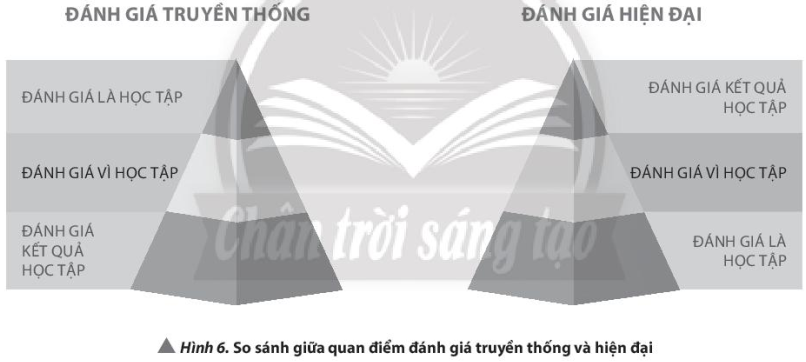 ĐÁNH GIÁ TRUYỀN THỐNG
ĐÁNH GIÁ LÀ HỌC TẬP
ĐÁNH GIÁ VÌ HỌC TẬP
ĐÁNH GIÁ
KẾT QUẢ
HỌC TẬP
ĐÁNH GIÁ HIỆN ĐẠI
ĐÁNH GIÁ KẾT QUẢ
HỌC TẬP
ĐÁNH GIÁ VÌ HỌC TẬP
ĐÁNH GIÁ LÀ
HỌC TẬP
Chân trời sáng tạo
Hình 6. So sánh giữa quan điểm đánh giá truyền thống và hiện đại